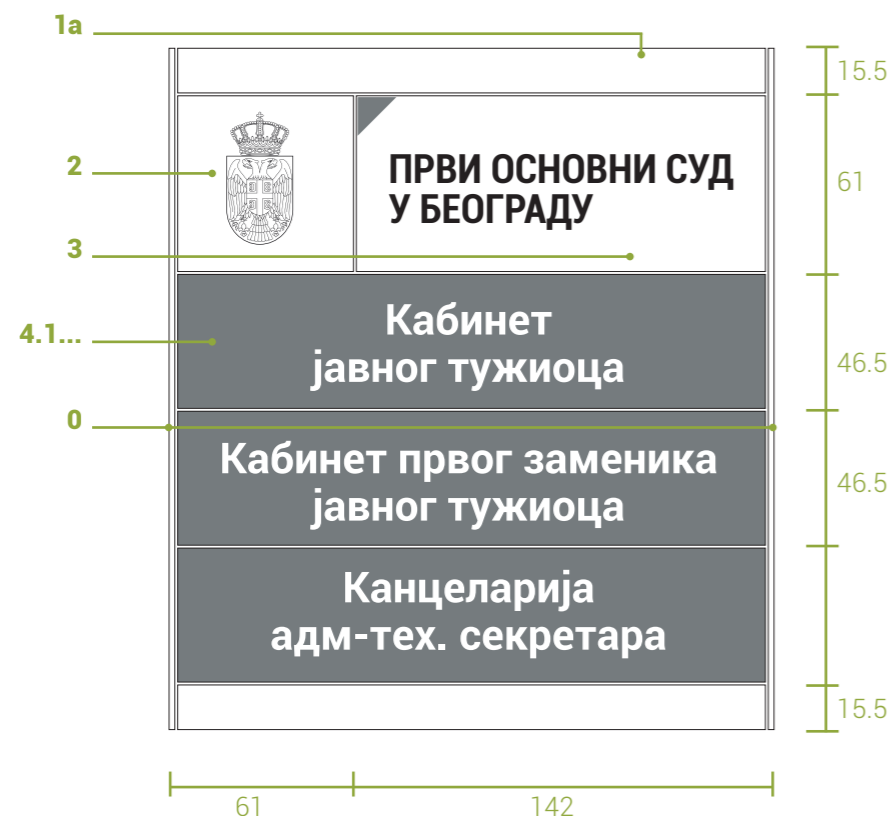 1a
15.5
2
ПРВИ ОСНОВНИ СУД
У БЕОГРАДУ
61
3
4.1...
Кабинет
јавног тужиоца
46.5
0
Кабинет првог заменика
јавног тужиоца
46.5
Канцеларија
адм-тех. секретара
15.5
61
142